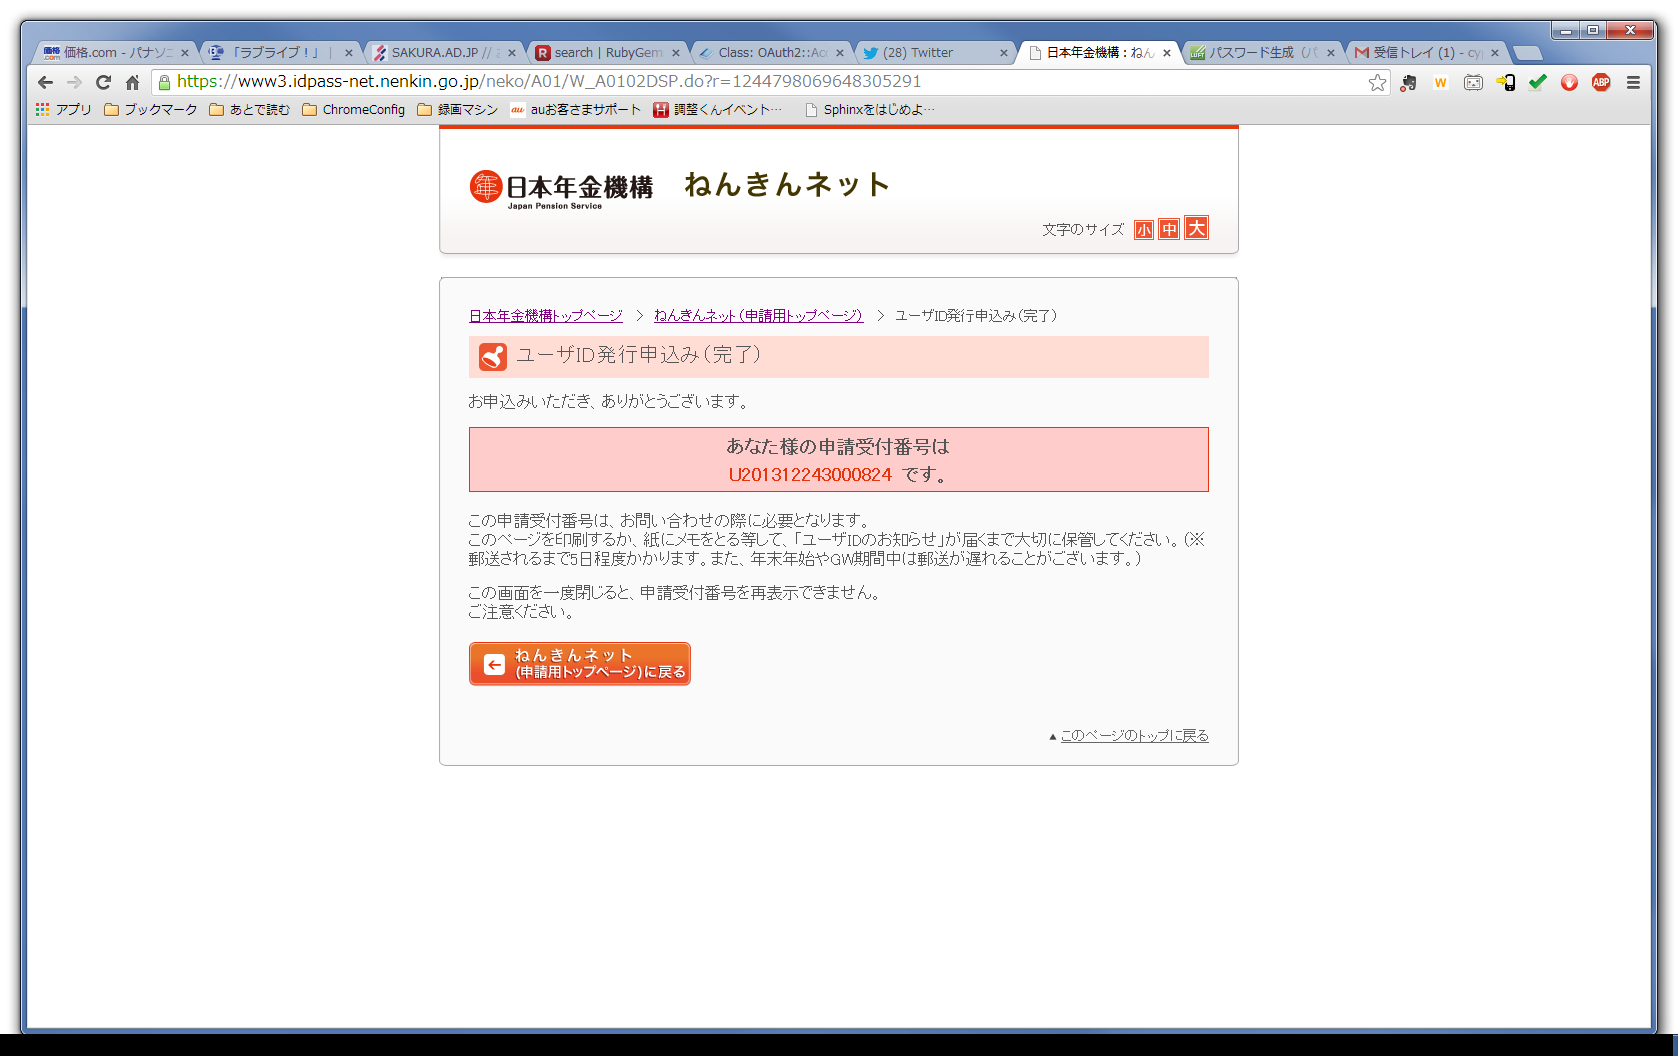 価格.com - パナソニ
「ラブライブ！」 |
SAKURA.AD.JP //
search | RubyGem
Class: OAuth2::Acc
(28) Twitter
日本年金機構：ねん
パスワード生成（パ
受信トレイ (1) - cy
https://www3.idpass-net.nenkin.go.jp/neko/A01/W_A0102DSP.do?r=1244798069648305291
アプリ ブックマーク あとで読む ChromeConfig 録画マシン au auお客さまサポート H 調整くんイベント… Sphinxをはじめよ…
日本年金機構 ねんきんネット
Japan Pension Service
文字のサイズ 小 中 大
日本年金機構トップページ > ねんきんネット（申請用トップページ） > ユーザID発行申込み（完了）
ユーザID発行申込み（完了）
お申込みいただき、ありがとうございます。
あなた様の申請受付番号は
U201312243000824 です。
この申請受付番号は、お問い合わせの際に必要となります。
このページを印刷するか、紙にメモをとる等して、「ユーザIDのお知らせ」が届くまで大切に保管してください。（※
郵送されるまで5日程度かかります。また、年末年始やGW期間中は郵送が遅れることがございます。）
この画面を一度閉じると、申請受付番号を再表示できません。
ご注意ください。
ねんきんネット
(申請用トップページ)に戻る
▲ このページのトップに戻る